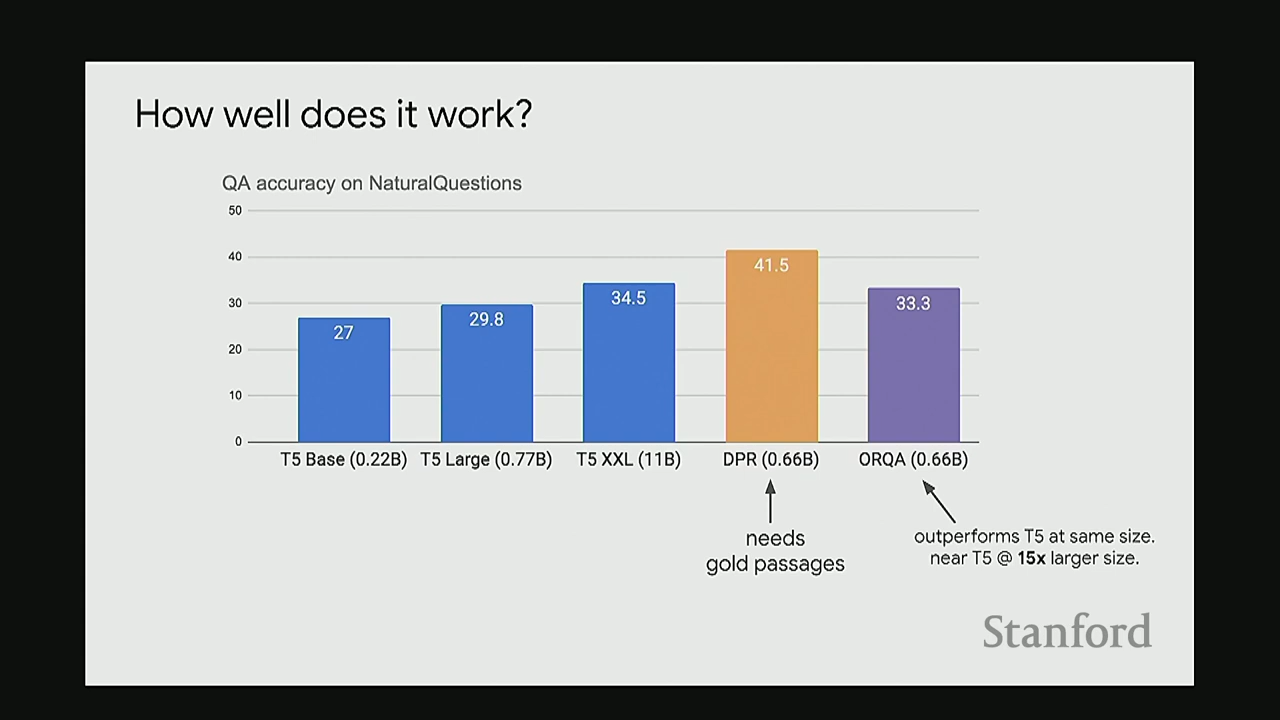 How well does it work?
QA accuracy on NaturalQuestions
50
40
30
20
10
0
27
29.8
34.5
41.5
33.3
T5 Base (0.22B)
T5 Large (0.77B)
T5 XXL (11B)
DPR (0.66B)
ORQA (0.66B)
needs
gold passages
outperforms T5 at same size.
near T5 @ 15x larger size.
Stanford